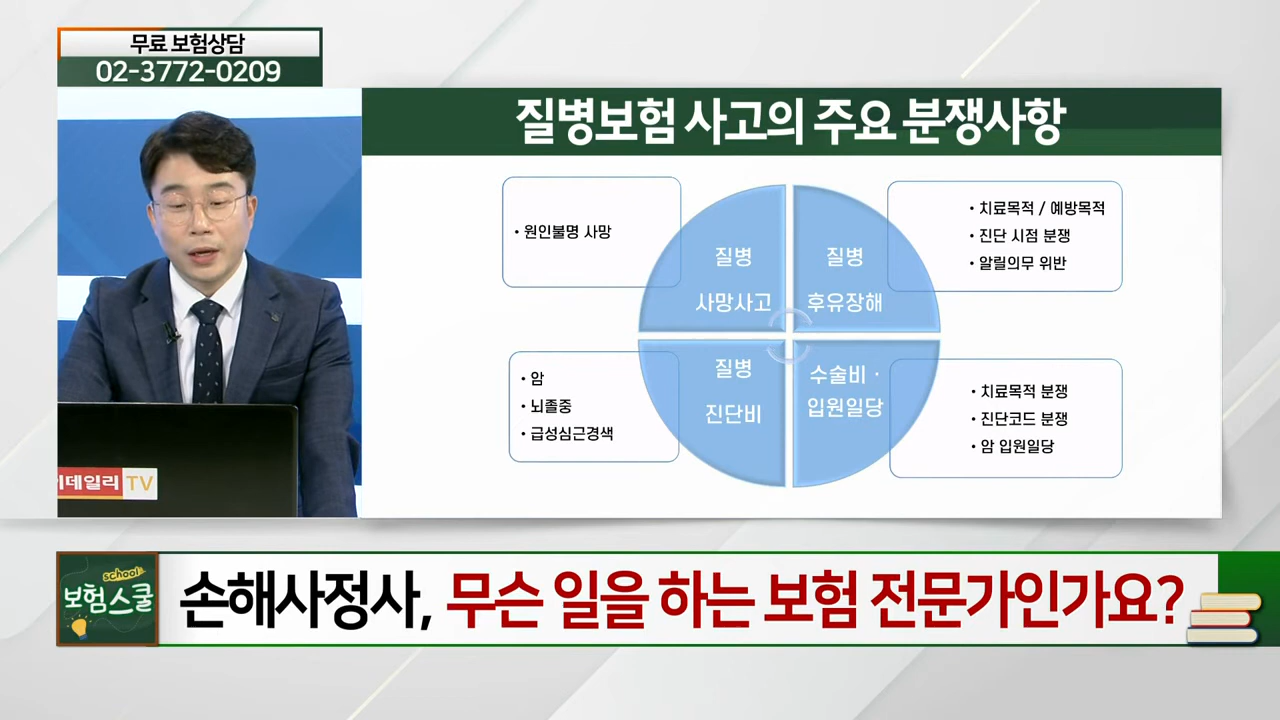 무료 보험상담
02-3772-0209
질병보험 사고의 주요 분쟁사항
• 원인불명 사망
질병
사망사고
질병
후유장해
• 치료목적 / 예방목적
• 진단 시점 분쟁
• 알릴의무 위반
• 암
• 뇌졸중
• 급성심근경색
질병
진단비
수술비 ·
입원일당
• 치료목적 분쟁
• 진단코드 분쟁
• 암 입원일당
이데일리 TV
school
보험스쿨
손해사정사, 무슨 일을 하는 보험 전문가인가요?